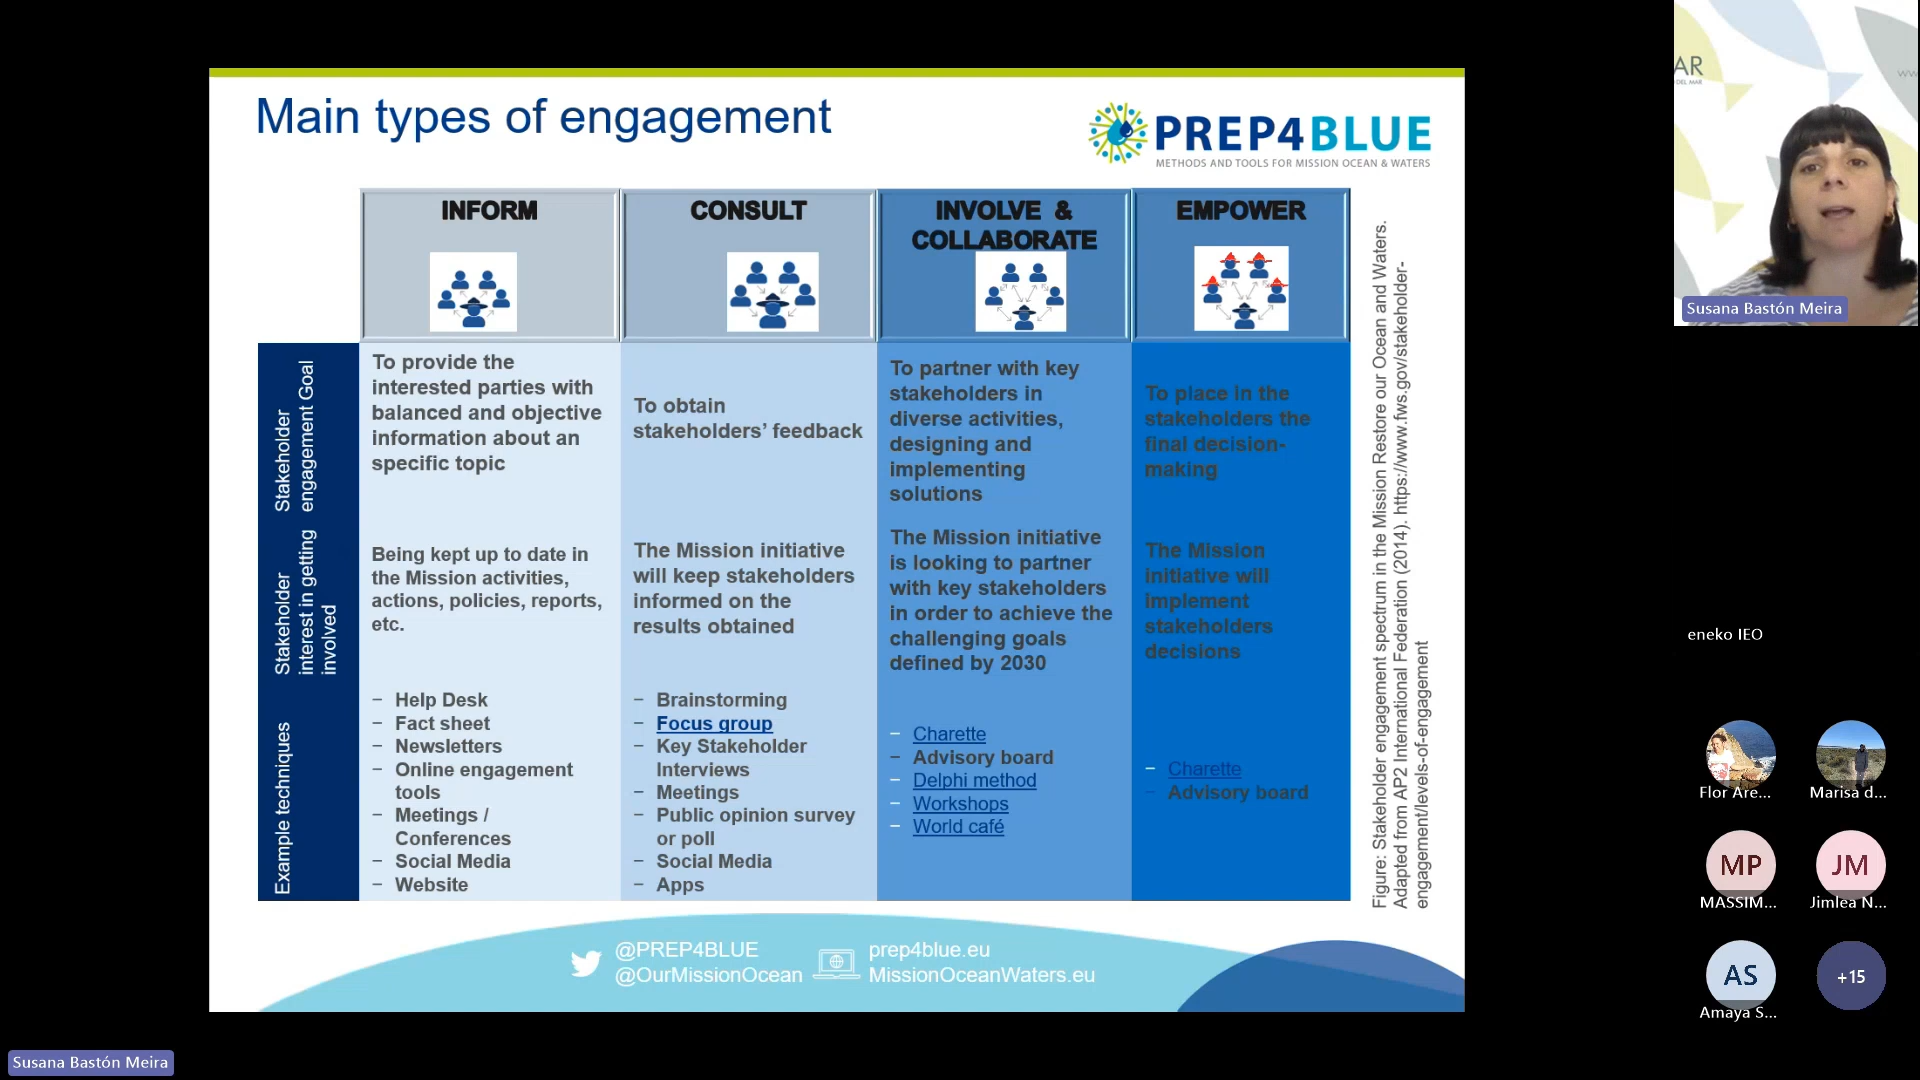 Main types of engagement
PREP4BLUE
METHODS AND TOOLS FOR MISSION OCEAN & WATERS
INFORM
CONSULT
INVOLVE &
COLLABORATE
EMPOWER
Stakeholder
engagement Goal
To provide the
interested parties with
balanced and objective
information about an
specific topic
To obtain
stakeholders' feedback
To partner with key
stakeholders in
diverse activities,
designing and
implementing
solutions
To place in the
stakeholders the
final decision-
making
Stakeholder
interest in getting
involved
Being kept up to date in
the Mission activities,
actions, policies, reports,
etc.
The Mission initiative
will keep stakeholders
informed on the
results obtained
The Mission initiative
is looking to partner
with key stakeholders
in order to achieve the
challenging goals
defined by 2030
The Mission
initiative will
implement
stakeholders
decisions
Example techniques
– Help Desk
– Fact sheet
– Newsletters
– Online engagement
tools
– Meetings /
Conferences
– Social Media
– Website
– Brainstorming
– Focus group
– Key Stakeholder
Interviews
– Meetings
– Public opinion survey
or poll
– Social Media
– Apps
– Charette
– Advisory board
– Delphi method
– Workshops
– World café
– Charette
– Advisory board
Figure: Stakeholder engagement spectrum in the Mission Restore our Ocean and Waters.
Adapted from AP2 International Federation (2014). https://www.fws.gov/stakeholder-
engagement/levels-of-engagement
@PREP4BLUE
@OurMissionOcean
prep4blue.eu
MissionOceanWaters.eu
AR
DEL MAR
Susana Bastón Meira
eneko IEO
Flor Are...
Marisa d...
MP
MASSIM...
JM
Jimlea N...
AS
Amaya S...
+15
Susana Bastón Meira